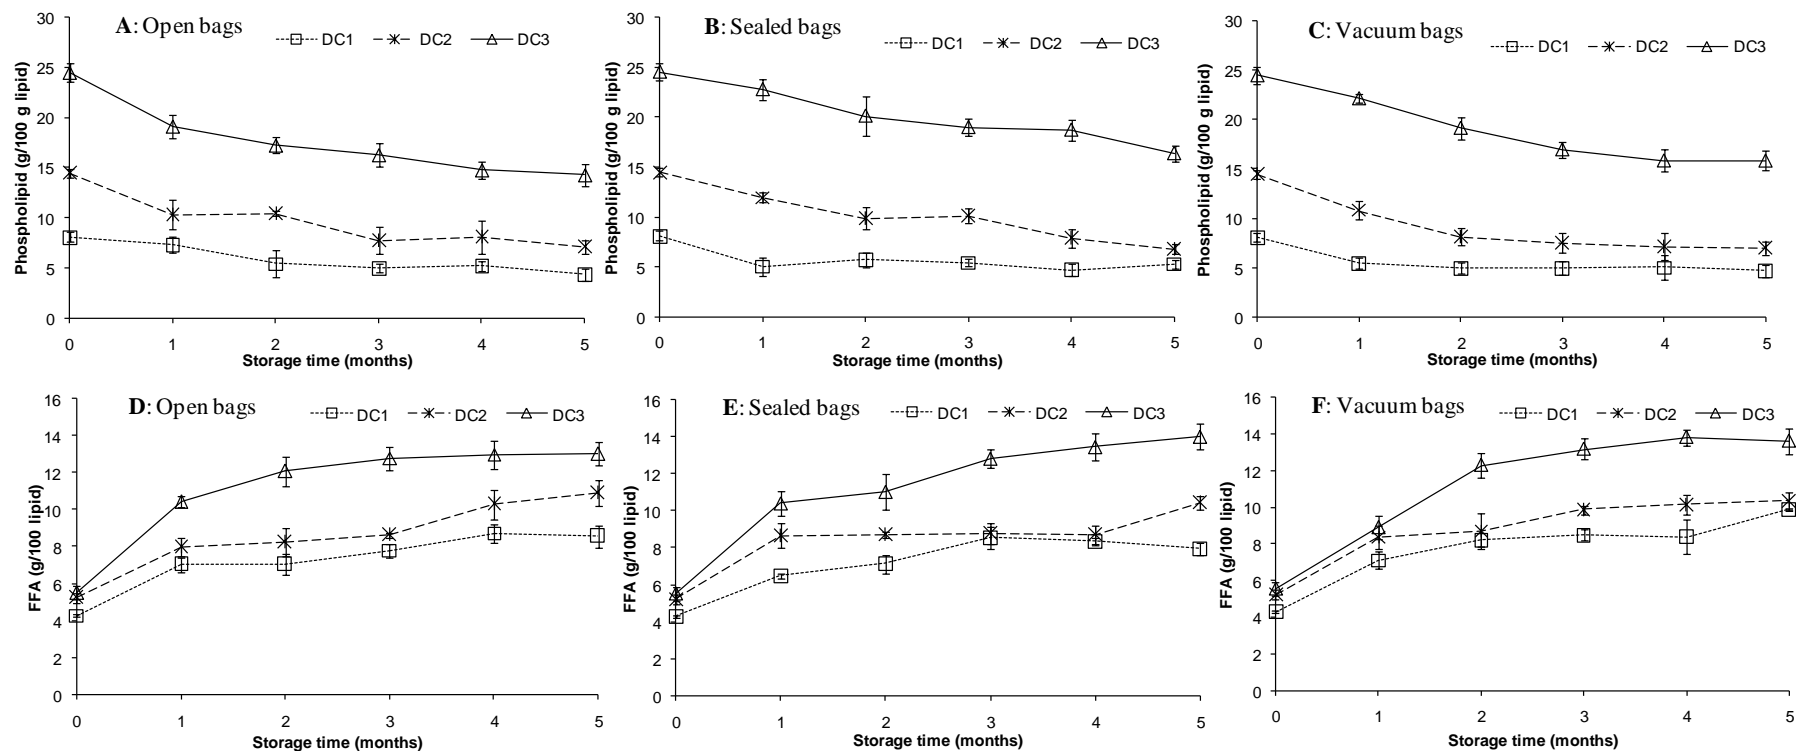 A: Open bags
DC1 DC2 DC3
Phospholipid (g/100 g lipid)
30
25
20
15
10
5
0
0 1 2 3 4 5
Storage time (months)
B: Sealed bags
DC1 DC2 DC3
Phospholipid (g/100 g lipid)
30
25
20
15
10
5
0
0 1 2 3 4 5
Storage time (months)
C: Vacuum bags
DC1 DC2 DC3
Phospholipid (g/100 g lipid)
30
25
20
15
10
5
0
0 1 2 3 4 5
Storage time (months)
D: Open bags
DC1 DC2 DC3
FFA (g/100 lipid)
16
14
12
10
8
6
4
2
0
0 1 2 3 4 5
Storage time (months)
E: Sealed bags
DC1 DC2 DC3
FFA (g/100 lipid)
16
14
12
10
8
6
4
2
0
0 1 2 3 4 5
Storage time (months)
F: Vacuum bags
DC1 DC2 DC3
FFA (g/100 lipid)
16
14
12
10
8
6
4
2
0
0 1 2 3 4 5
Storage time (months)